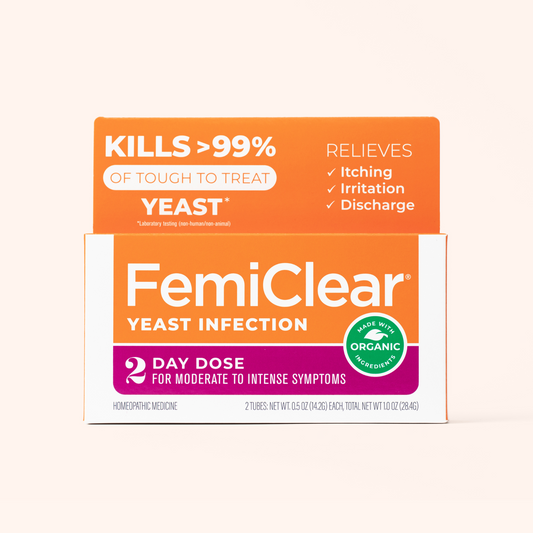 KILLS >99%
OF TOUGH TO TREAT
YEAST*
*Laboratory testing (non-human/non-animal)
RELIEVES
✓ Itching
✓ Irritation
✓ Discharge
FemiClear®
YEAST INFECTION
MADE WITH
ORGANIC
INGREDIENTS
2 DAY DOSE
FOR MODERATE TO INTENSE SYMPTOMS
HOMEOPATHIC MEDICINE
2 TUBES: NET WT. 0.5 OZ (14.2G) EACH, TOTAL NET WT 1.0 OZ (28.4G)